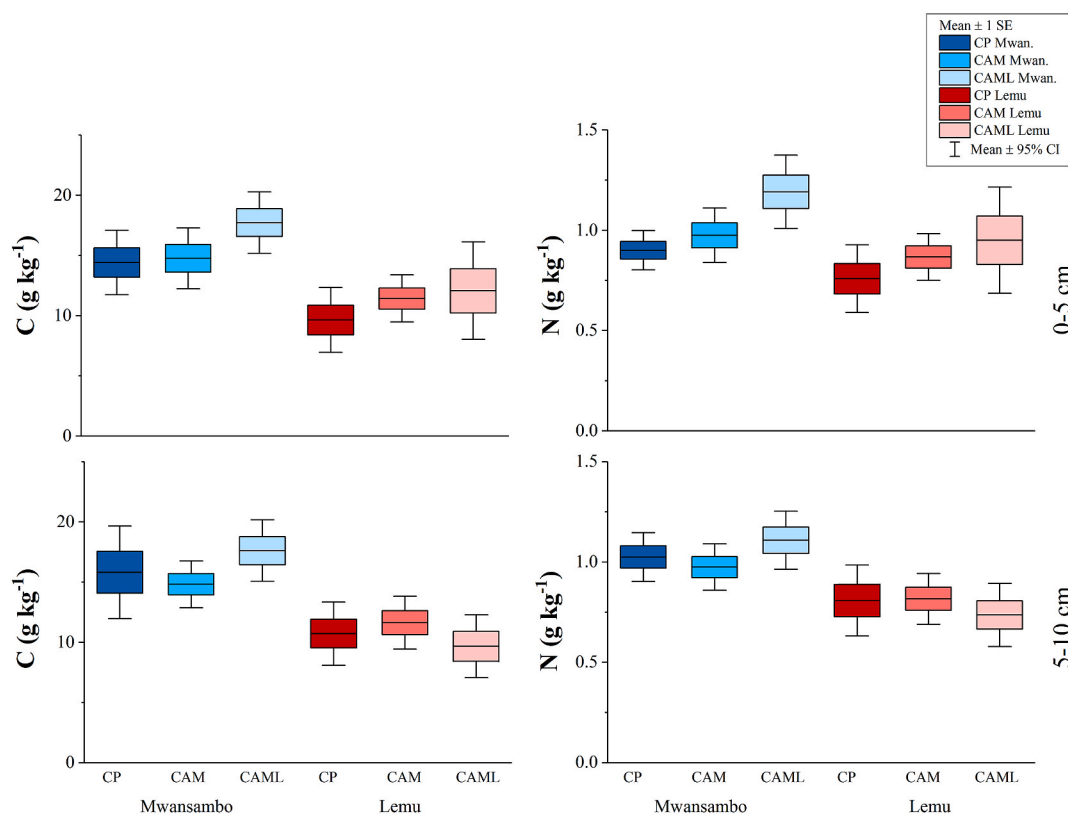 Mean ± 1 SE
CP Mwan.
CAM Mwan.
CAML Mwan.
CP Lemu
CAM Lemu
CAML Lemu
Mean ± 95% CI
C (g kg⁻¹)
20
10
0
N (g kg⁻¹)
1.5
1.0
0.5
0.0
0-5 cm
C (g kg⁻¹)
20
10
0
N (g kg⁻¹)
1.5
1.0
0.5
0.0
5-10 cm
CP CAM CAML CP CAM CAML
Mwansambo Lemu
CP CAM CAML CP CAM CAML
Mwansambo Lemu